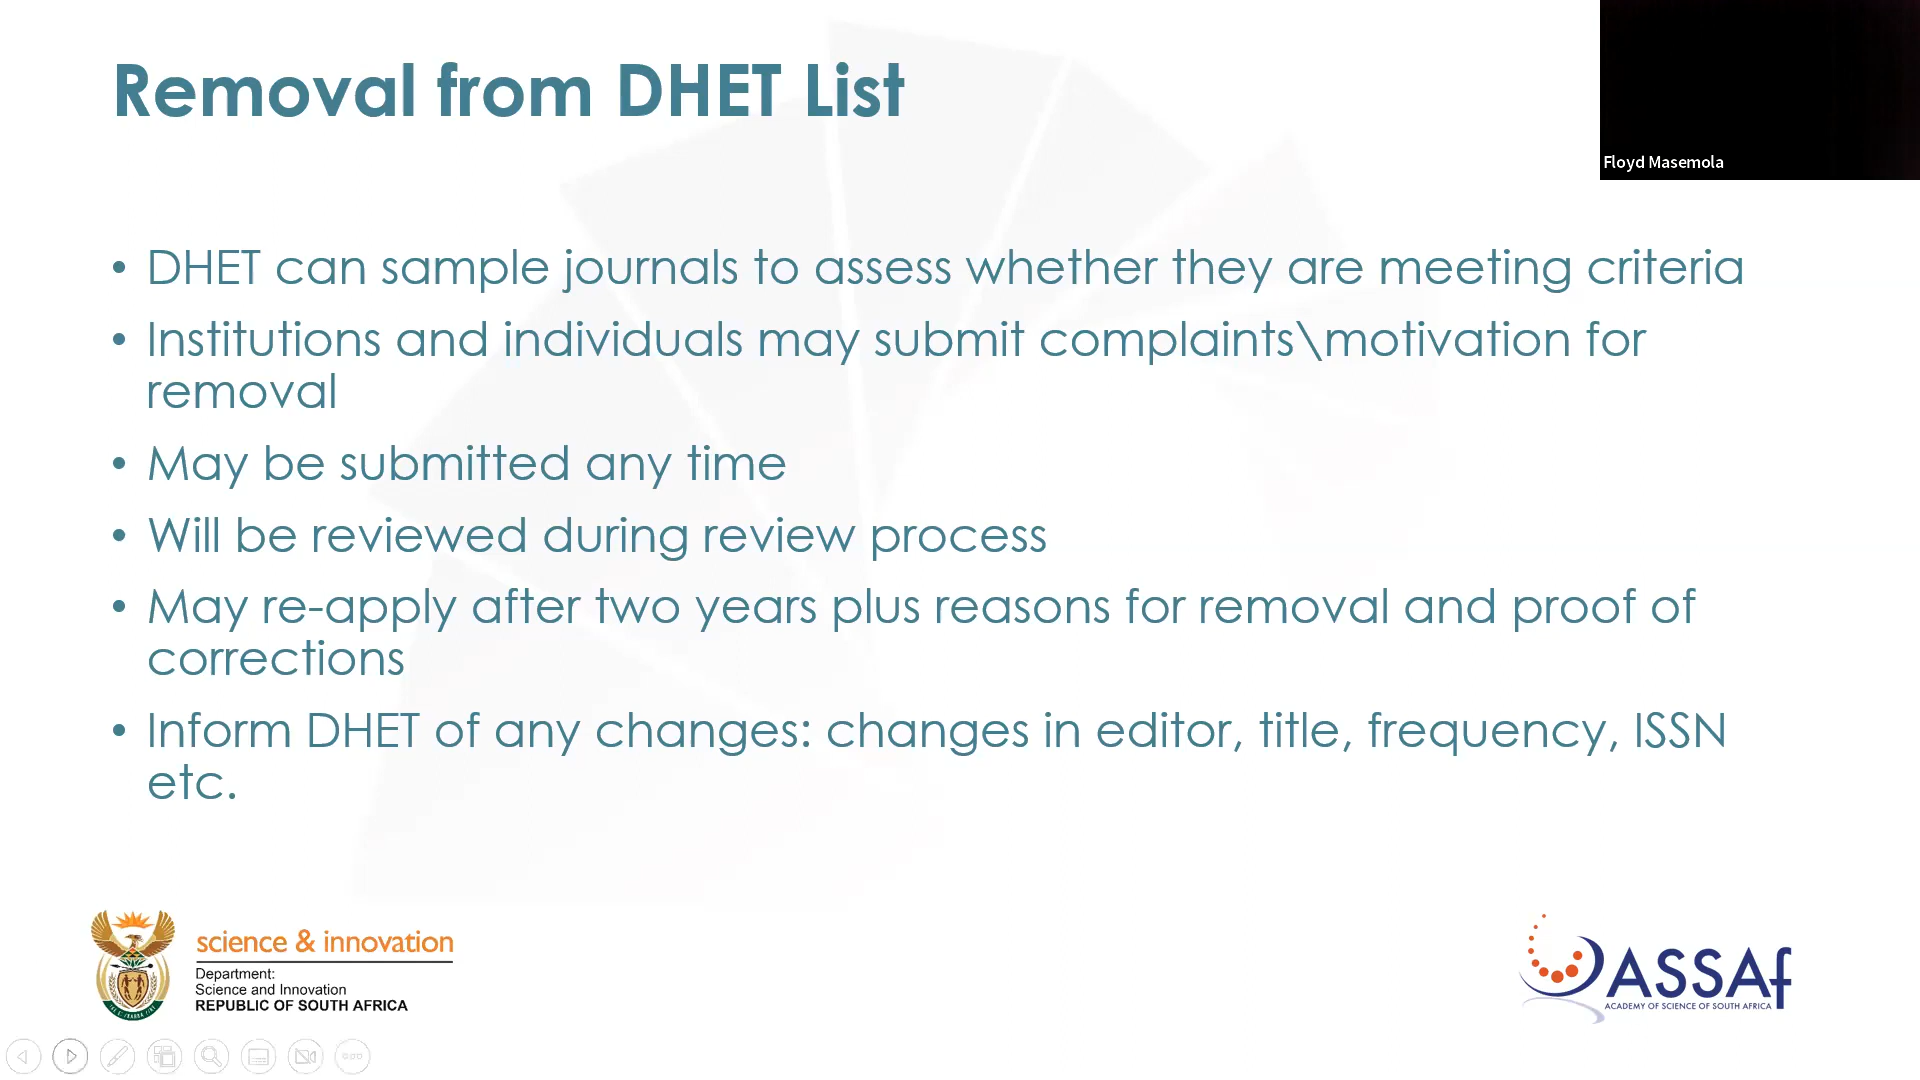 Removal from DHET List
Floyd Masemola
• DHET can sample journals to assess whether they are meeting criteria
• Institutions and individuals may submit complaints\motivation for
removal
• May be submitted any time
• Will be reviewed during review process
• May re-apply after two years plus reasons for removal and proof of
corrections
• Inform DHET of any changes: changes in editor, title, frequency, ISSN
etc.
science & innovation
Department:
Science and Innovation
REPUBLIC OF SOUTH AFRICA
ASSAf
ACADEMY OF SCIENCE OF SOUTH AFRICA